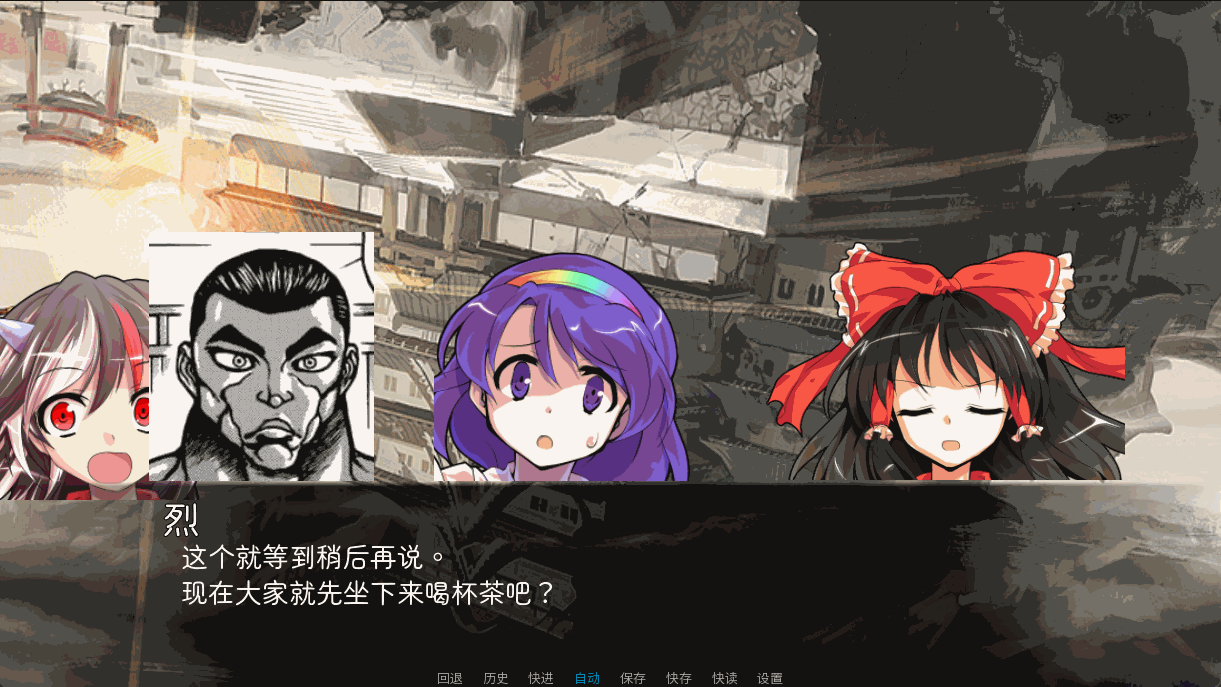 烈
这个就等到稍后再说。
现在大家就先坐下来喝杯茶吧？
回退 历史 快进 自动 保存 快存 快读 设置